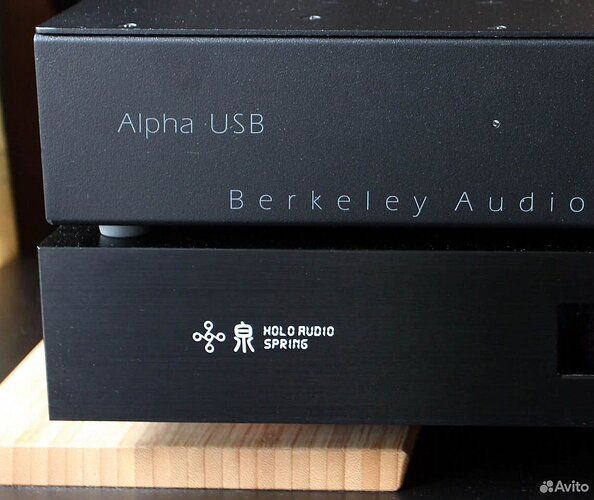 Alpha USB
Berkeley Audio
泉 HOLO AUDIO
SPRING
Avito